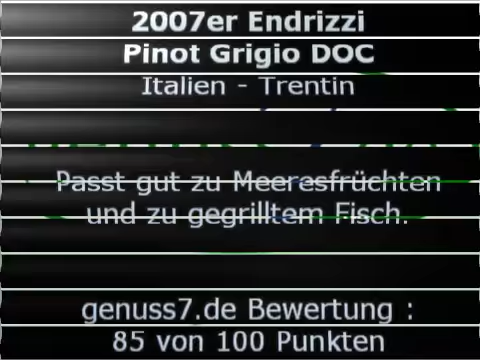 2007er Endrizzi
Pinot Grigio DOC
Italien - Trentin
Passt gut zu Meeresfrüchten
und zu gegrilltem Fisch.
genuss7.de Bewertung :
85 von 100 Punkten